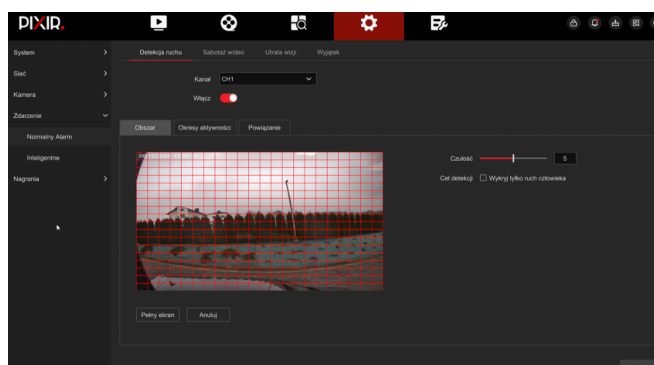 PIXIR.
System
Sieć
Kamera
Zdarzenie
Normalny Alarm
Inteligentne
Nagrania
Detekcja ruchu Sabotaż wideo Utrata wizji Wyjątek
Kanał CH1
Włącz
Obszar Okresy aktywności Powiązanie
Czułość 5
Cel detekcji Wykryj tylko ruch człowieka
Pełny ekran Anuluj